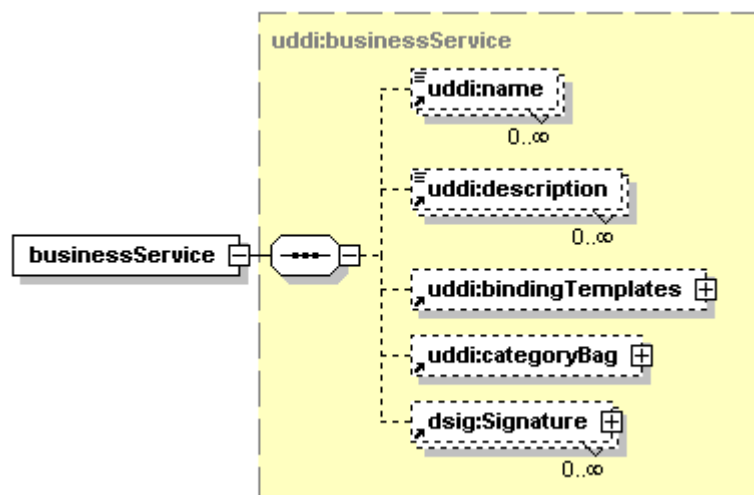 uddi:businessService
uddi:name
0..∞
uddi:description
0..∞
businessService
uddi:bindingTemplates
uddi:categoryBag
dsig:Signature
0..∞